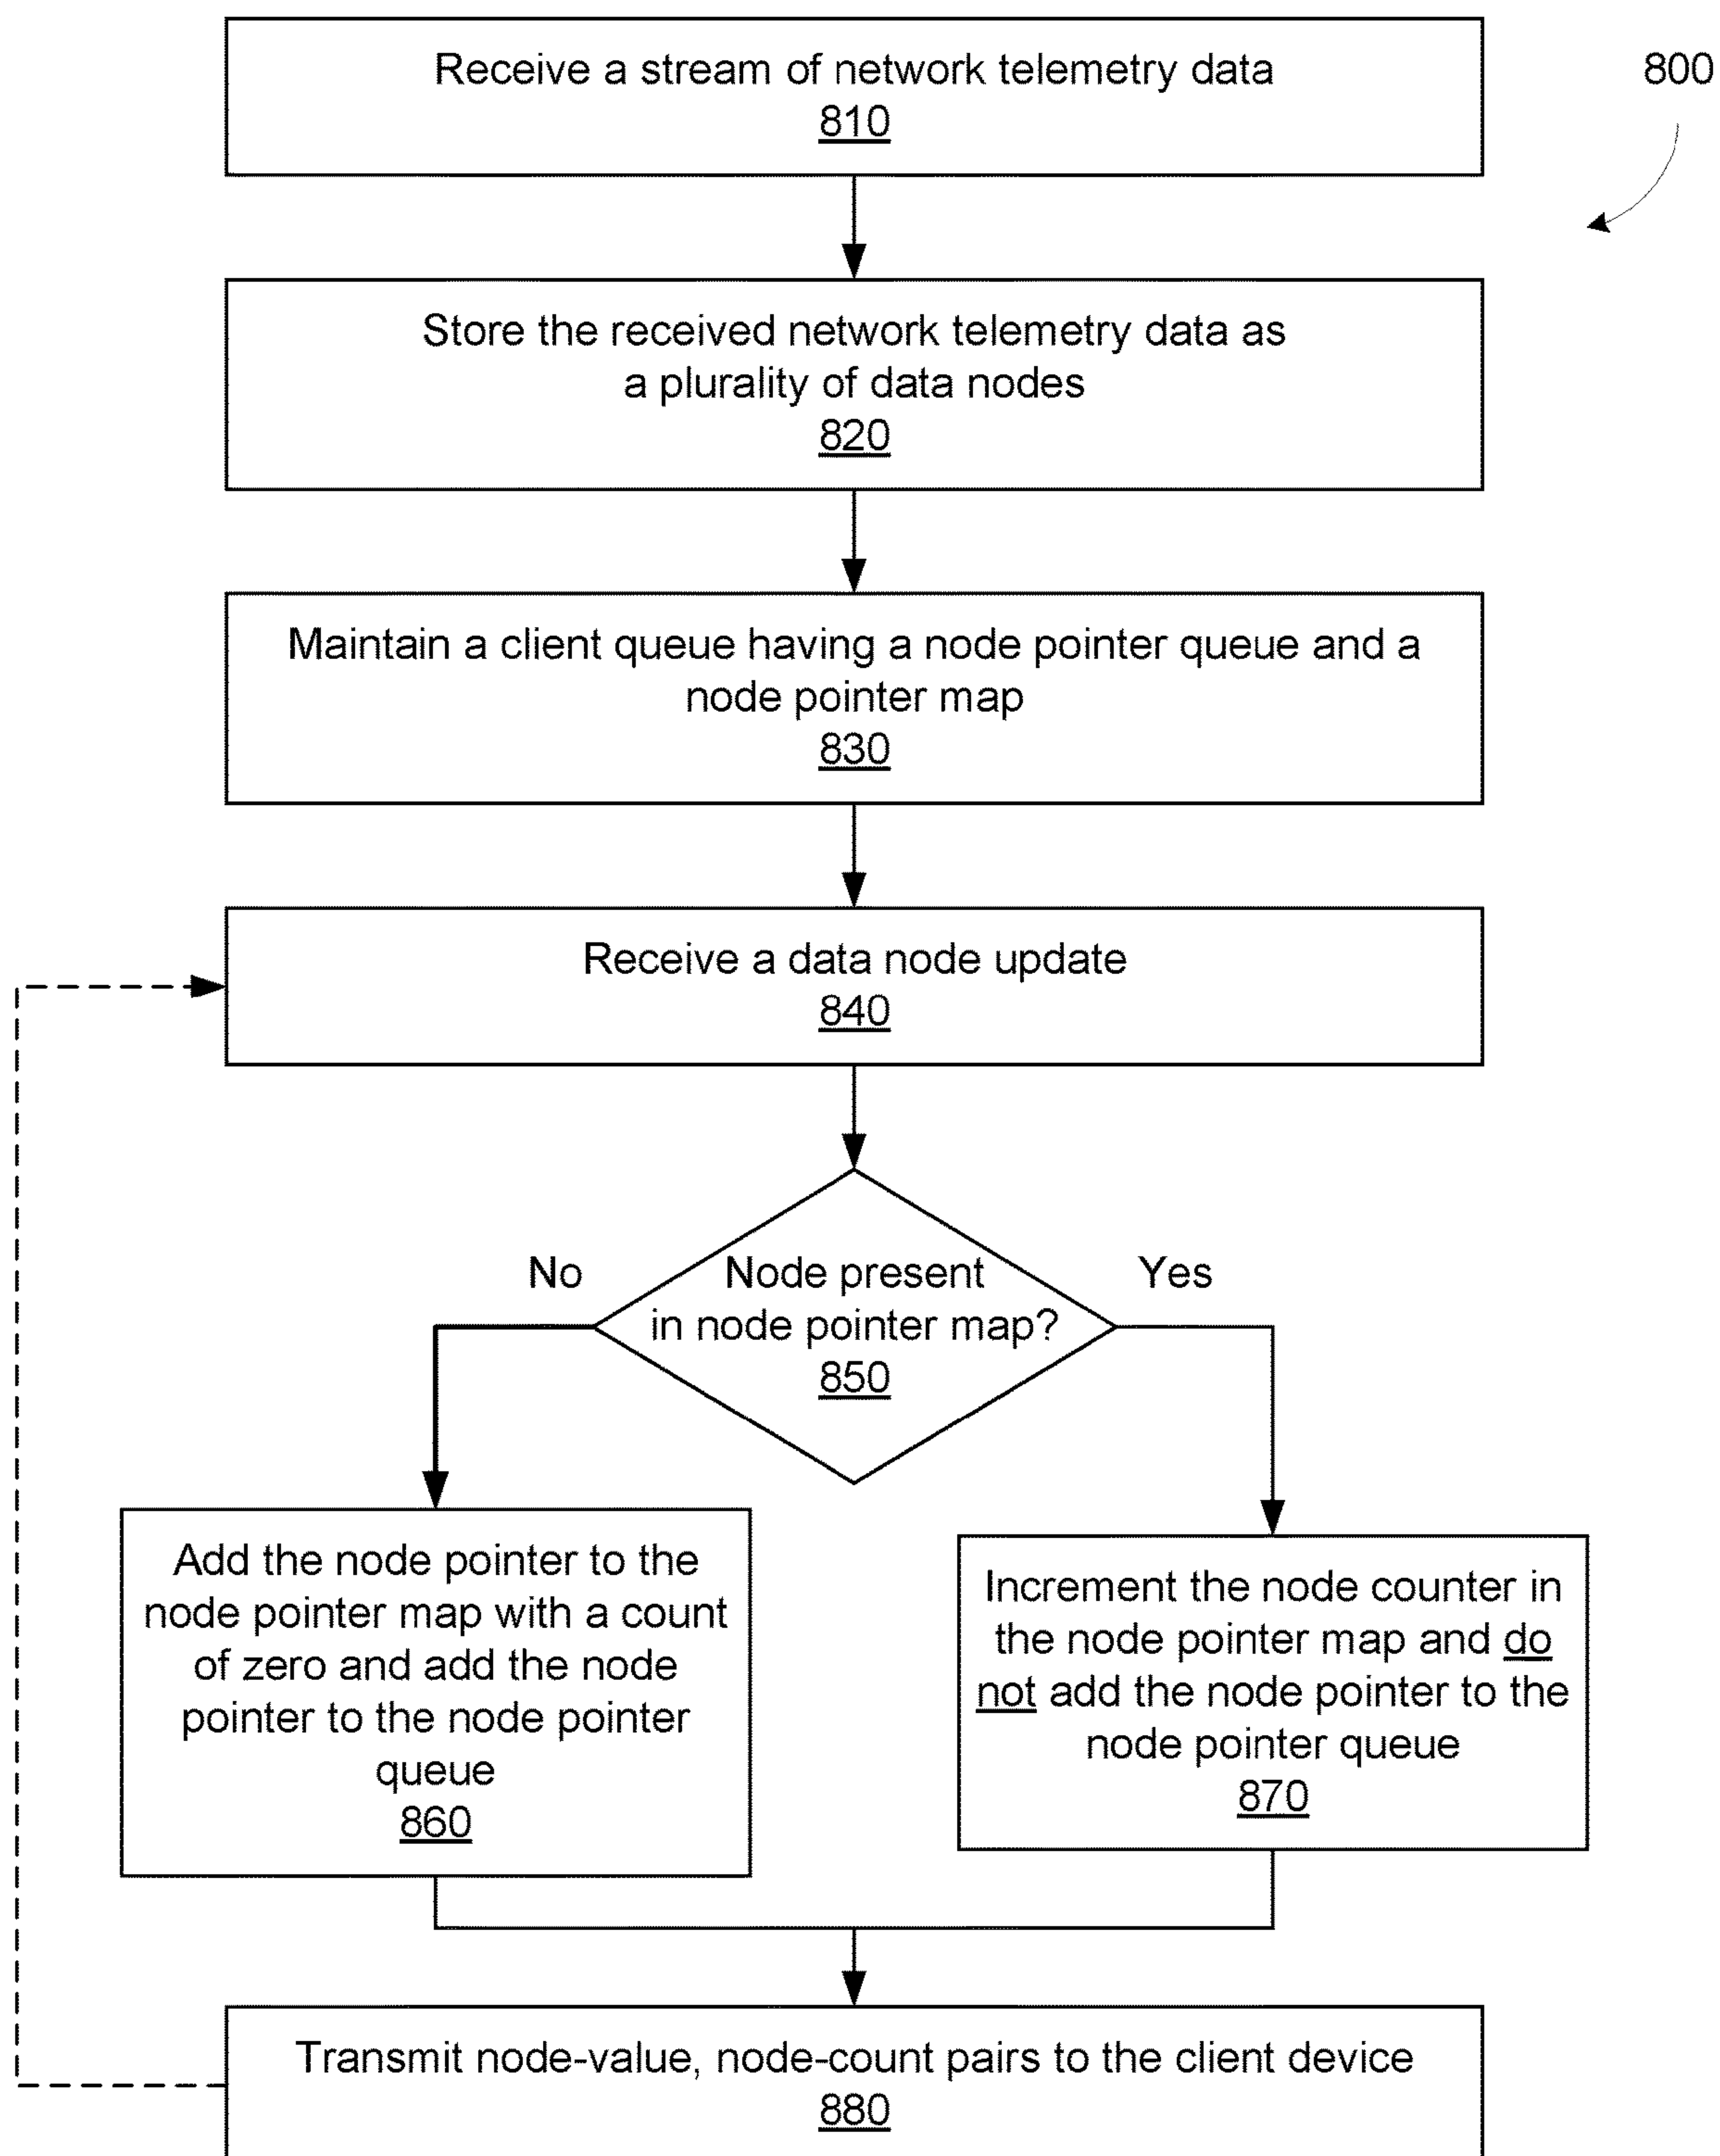 Receive a stream of network telemetry data
810
800
Store the received network telemetry data as
a plurality of data nodes
820
Maintain a client queue having a node pointer queue and a
node pointer map
830
Receive a data node update
840
No
Node present
in node pointer map?
850
Yes
Add the node pointer to the
node pointer map with a count
of zero and add the node
pointer to the node pointer
queue
860
Increment the node counter in
the node pointer map and do
not add the node pointer to the
node pointer queue
870
Transmit node-value, node-count pairs to the client device
880